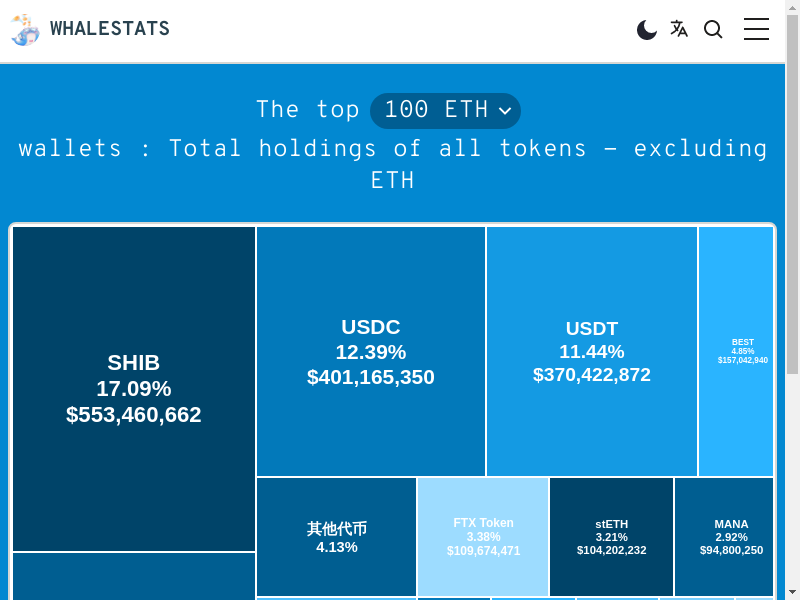 WHALESTATS
The top 100 ETH
wallets : Total holdings of all tokens - excluding
ETH
SHIB
17.09%
$553,460,662
USDC
12.39%
$401,165,350
USDT
11.44%
$370,422,872
BEST
4.85%
$157,042,940
其他代币
4.13%
FTX Token
3.38%
$109,674,471
stETH
3.21%
$104,202,232
MANA
2.92%
$94,800,250